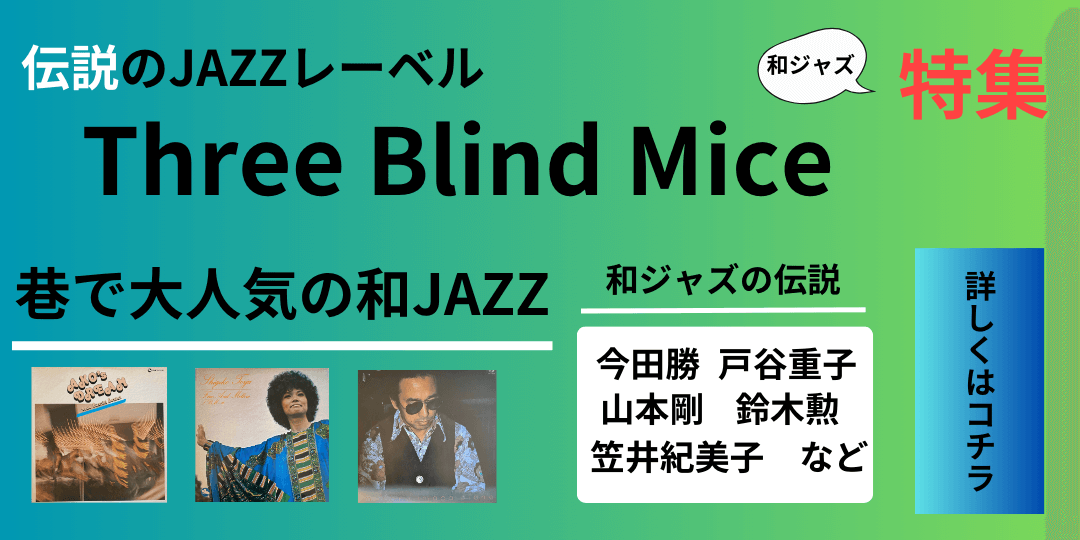 伝説のJAZZレーベル
和ジャズ
特集
Three Blind Mice
巷で大人気の和JAZZ
和ジャズの伝説
今田勝 戸谷重子
山本剛 鈴木勲
笠井紀美子 など
詳しくはコチラ
AKO'S
DREAM